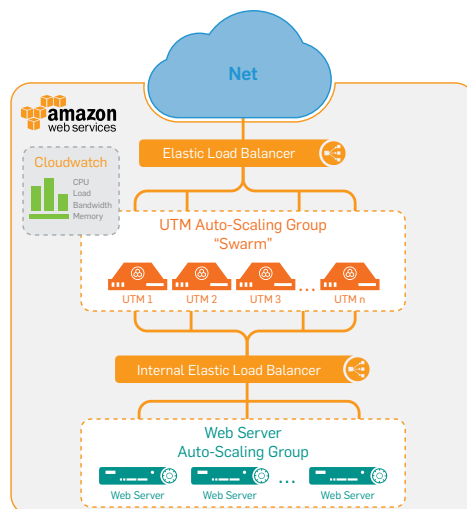 Net
amazon
web services
Elastic Load Balancer
Cloudwatch
CPU
Load
Bandwidth
Memory
UTM Auto-Scaling Group
“Swarm”
UTM 1 UTM 2 UTM 3 ... UTM n
Internal Elastic Load Balancer
Web Server
Auto-Scaling Group
...
Web Server Web Server Web Server